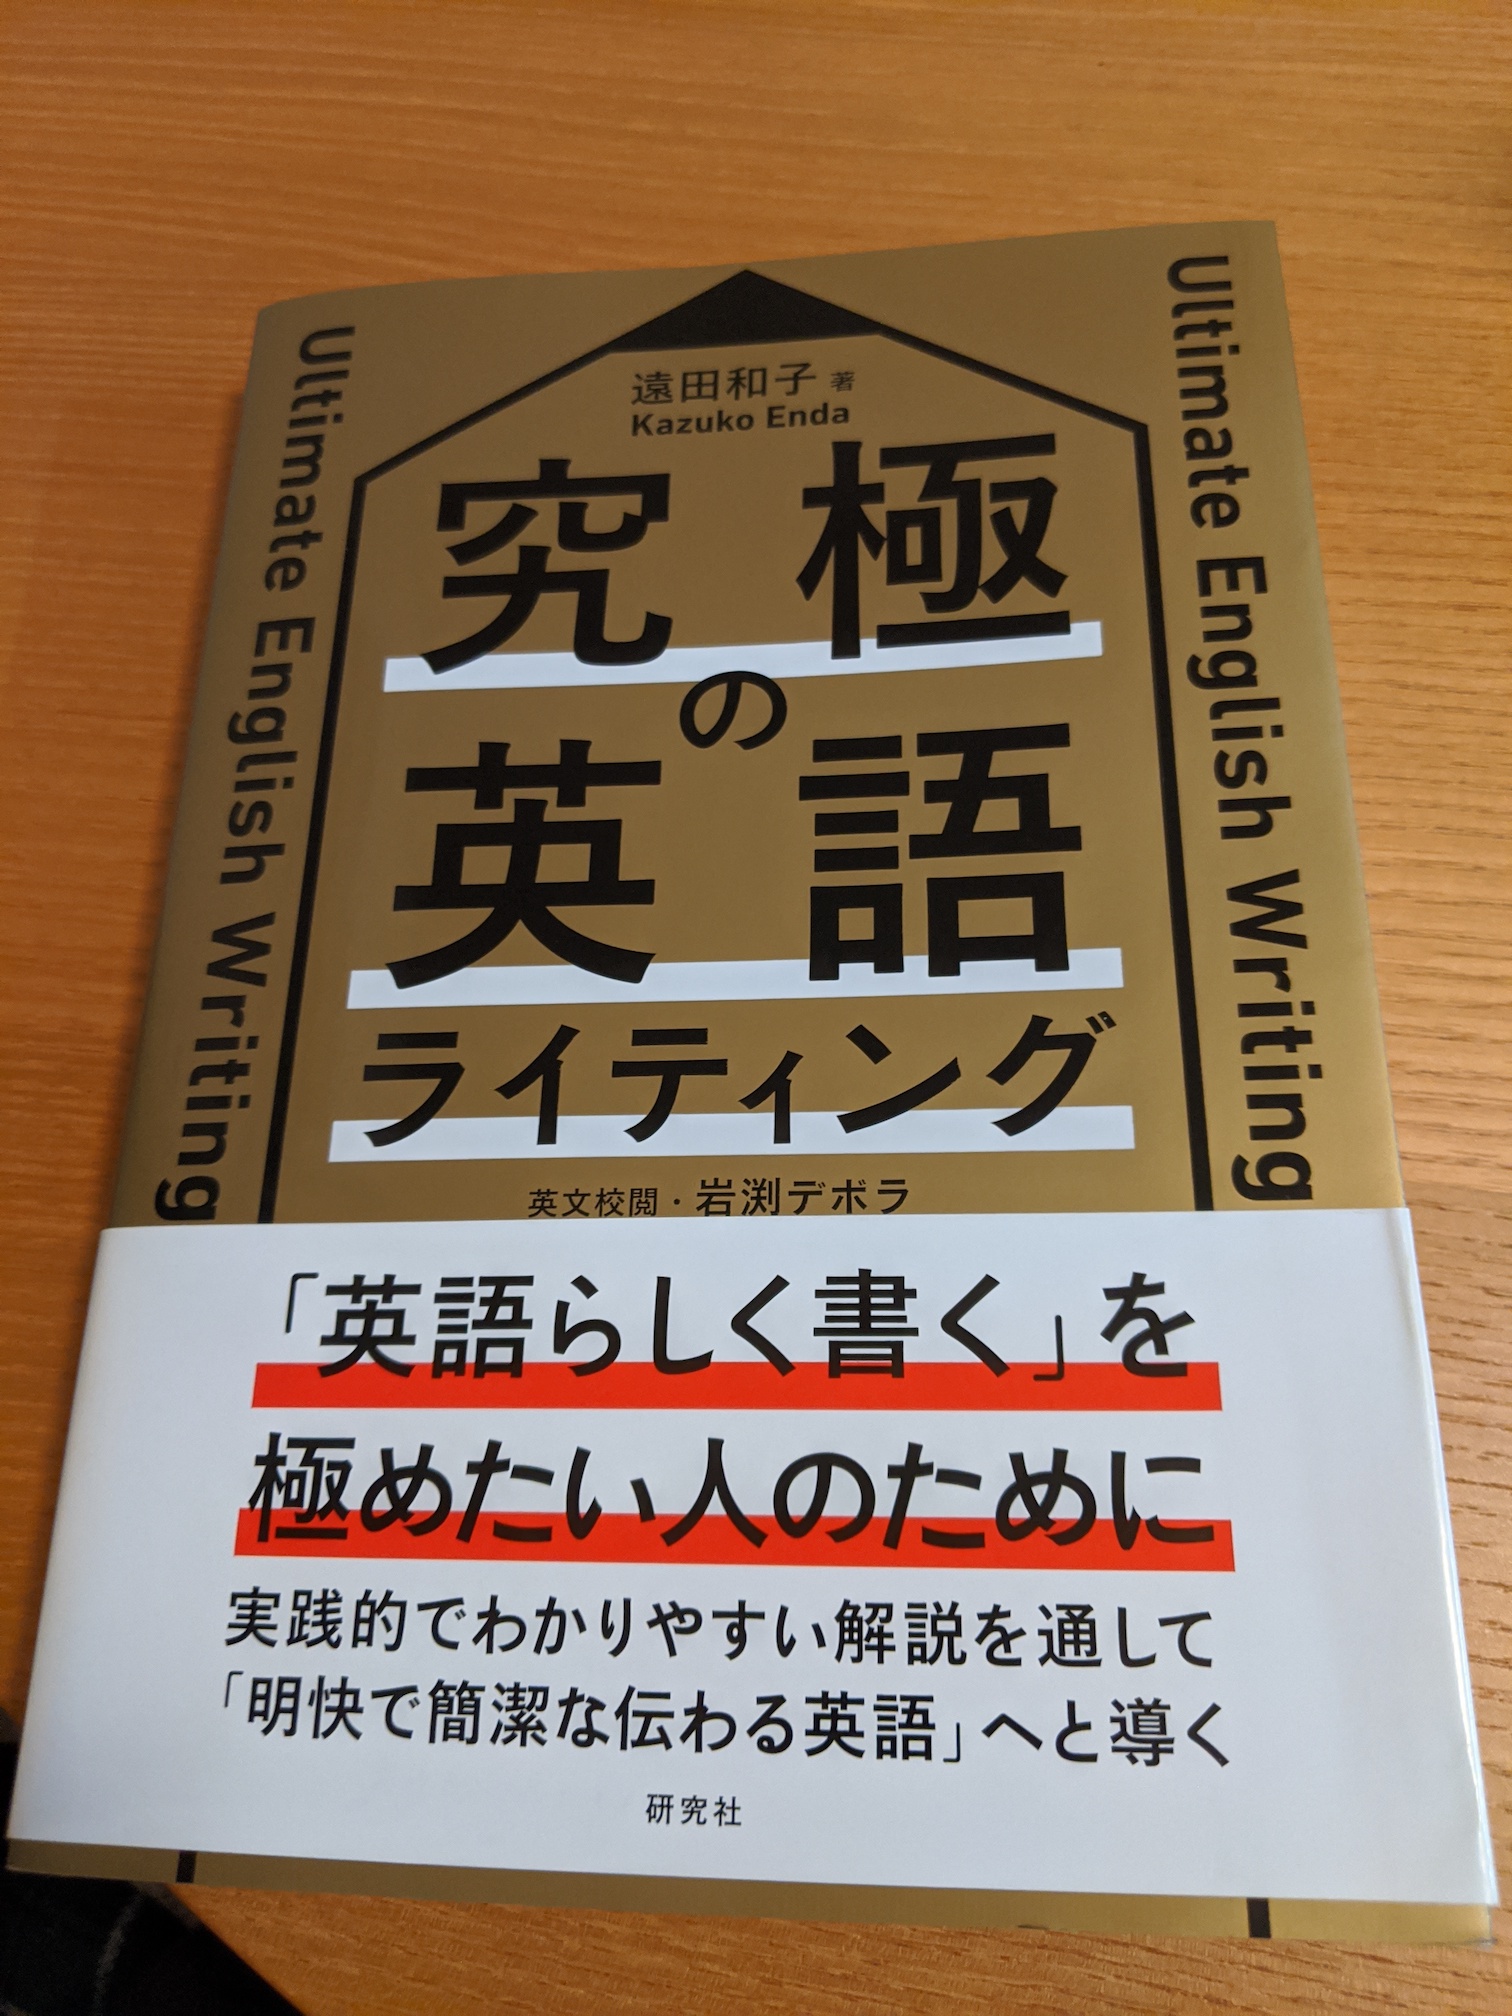 遠田和子 著
Kazuko Enda
究極
の
英語
ライティング
英文校閲・岩渕デボラ
Ultimate English Writing
Ultimate English Writing
「英語らしく書く」を
極めたい人のために
実践的でわかりやすい解説を通して
「明快で簡潔な伝わる英語」へと導く
研究社